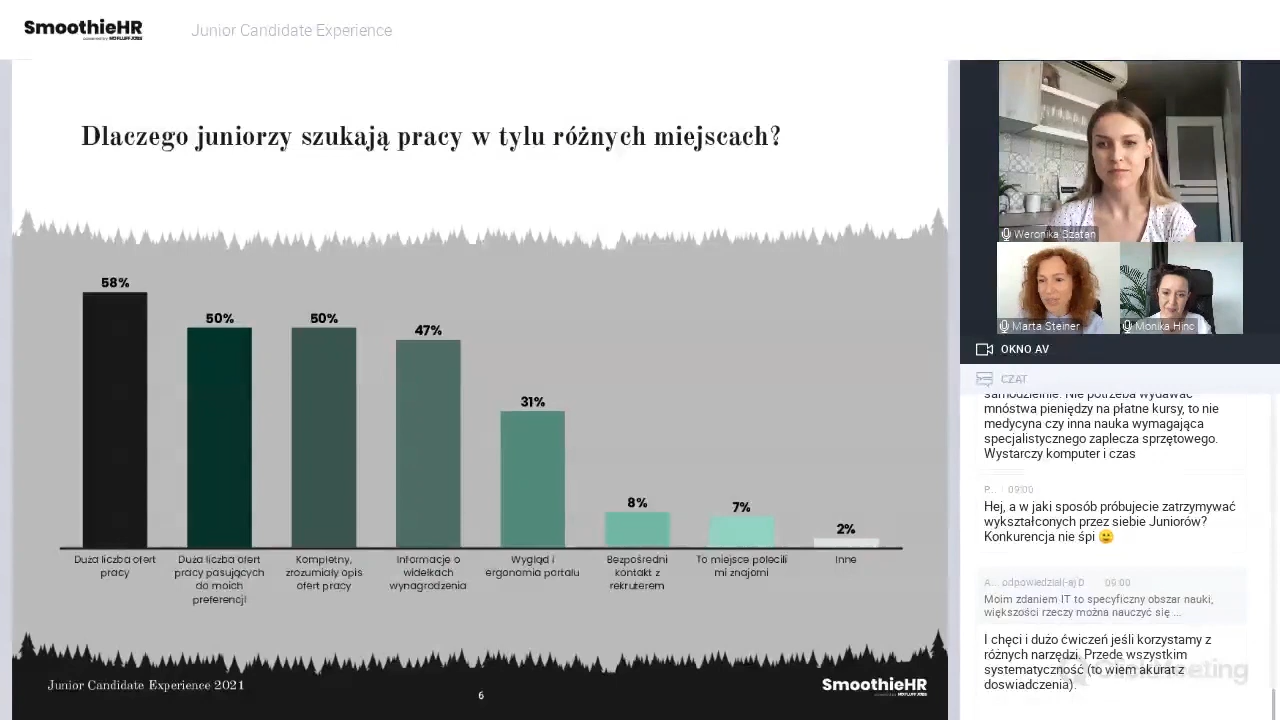 SmoothieHR
Junior Candidate Experience
Dlaczego juniorzy szukają pracy w tylu różnych miejscach?
58%
50%
50%
47%
31%
8%
7%
2%
Duża liczba ofert
pracy
Duża liczba ofert
pracy pasujących
do moich
preferencji
Kompletny,
zrozumiały opis
ofert pracy
Informacje o
widełkach
wynagrodzenia
Wygląd i
ergonomia portalu
Bezpośredni
kontakt z
rekruterem
To miejsce polecili
mi znajomi
Inne
Junior Candidate Experience 2021
6
SmoothieHR
Weronika Szatan
Marta Steiner
Monika Hinc
OKNO AV
CZAT
samodzielnie. Nie potrzeba wydawać
mnóstwa pieniędzy na płatne kursy, to nie
medycyna czy inna nauka wymagająca
specjalistycznego zaplecza sprzętowego.
Wystarczy komputer i czas
P... 09:00
Hej, a w jaki sposób próbujecie zatrzymywać
wykształconych przez siebie Juniorów?
Konkurencja nie śpi 🙂
A... odpowiedział(-a) D 09:00
Moim zdaniem IT to specyficzny obszar nauki,
większości rzeczy można nauczyć się ...
I chęci i dużo ćwiczeń jeśli korzystamy z
różnych narzędzi. Przede wszystkim
systematyczność (to wiem akurat z
doswiadczenia).
ClickMeeting